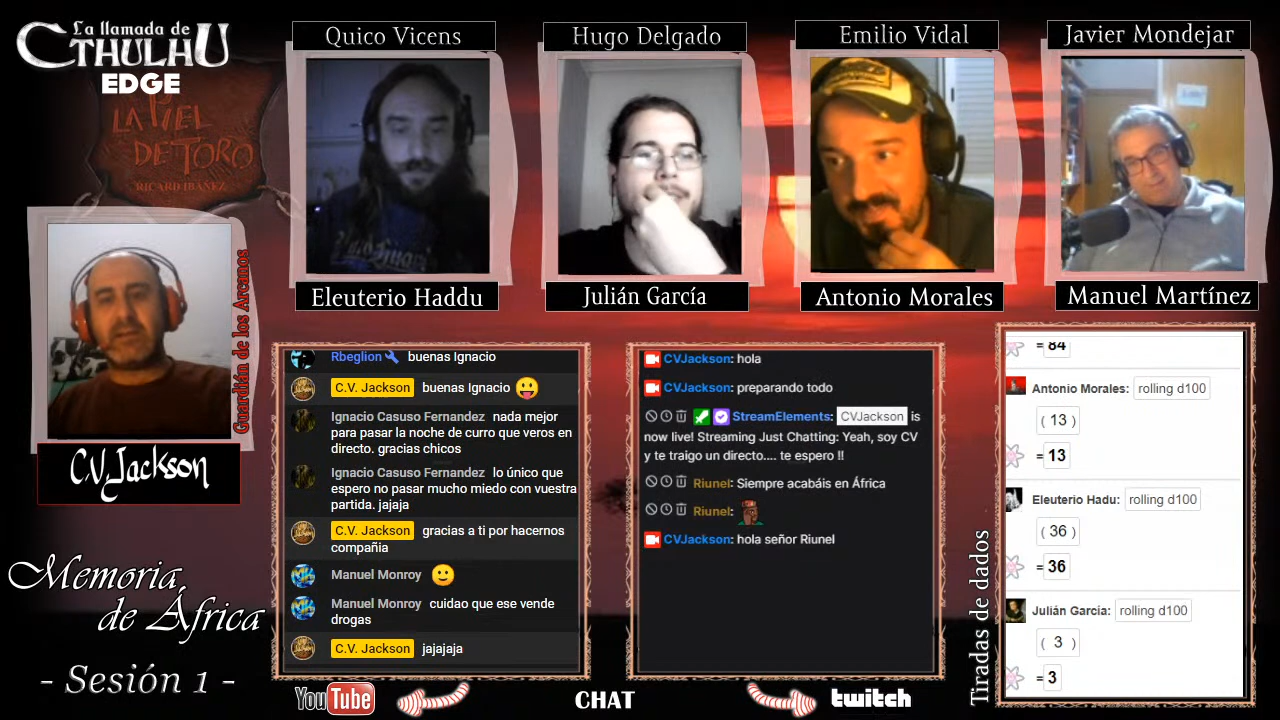 La llamada de
CTHULHU
EDGE
LA PIEL
DE TORO
RICARD IBÁÑEZ
Quico Vicens
Hugo Delgado
Emilio Vidal
Javier Mondejar
Eleuterio Haddu
Julián García
Antonio Morales
Manuel Martínez
Guardián de los Arcanos
C.V. Jackson
Memoria
de África
- Sesión 1 -
Rbeglion buenas Ignacio
C.V. Jackson buenas Ignacio
Ignacio Casuso Fernandez nada mejor
para pasar la noche de curro que veros en
directo. gracias chicos
Ignacio Casuso Fernandez lo único que
espero no pasar mucho miedo con vuestra
partida. jajaja
C.V. Jackson gracias a ti por hacernos
compañia
Manuel Monroy
Manuel Monroy cuidao que ese vende
drogas
C.V. Jackson jajajaja
CVJackson: hola
CVJackson: preparando todo
StreamElements: CVJackson is
now live! Streaming Just Chatting: Yeah, soy CV
y te traigo un directo.... te espero !!
Riunel: Siempre acabáis en África
Riunel:
CVJackson: hola señor Riunel
YouTube
CHAT
twitch
Tiradas de dados
=84
Antonio Morales: rolling d100
( 13 )
=13
Eleuterio Hadu: rolling d100
( 36 )
=36
Julián García: rolling d100
( 3 )
=3